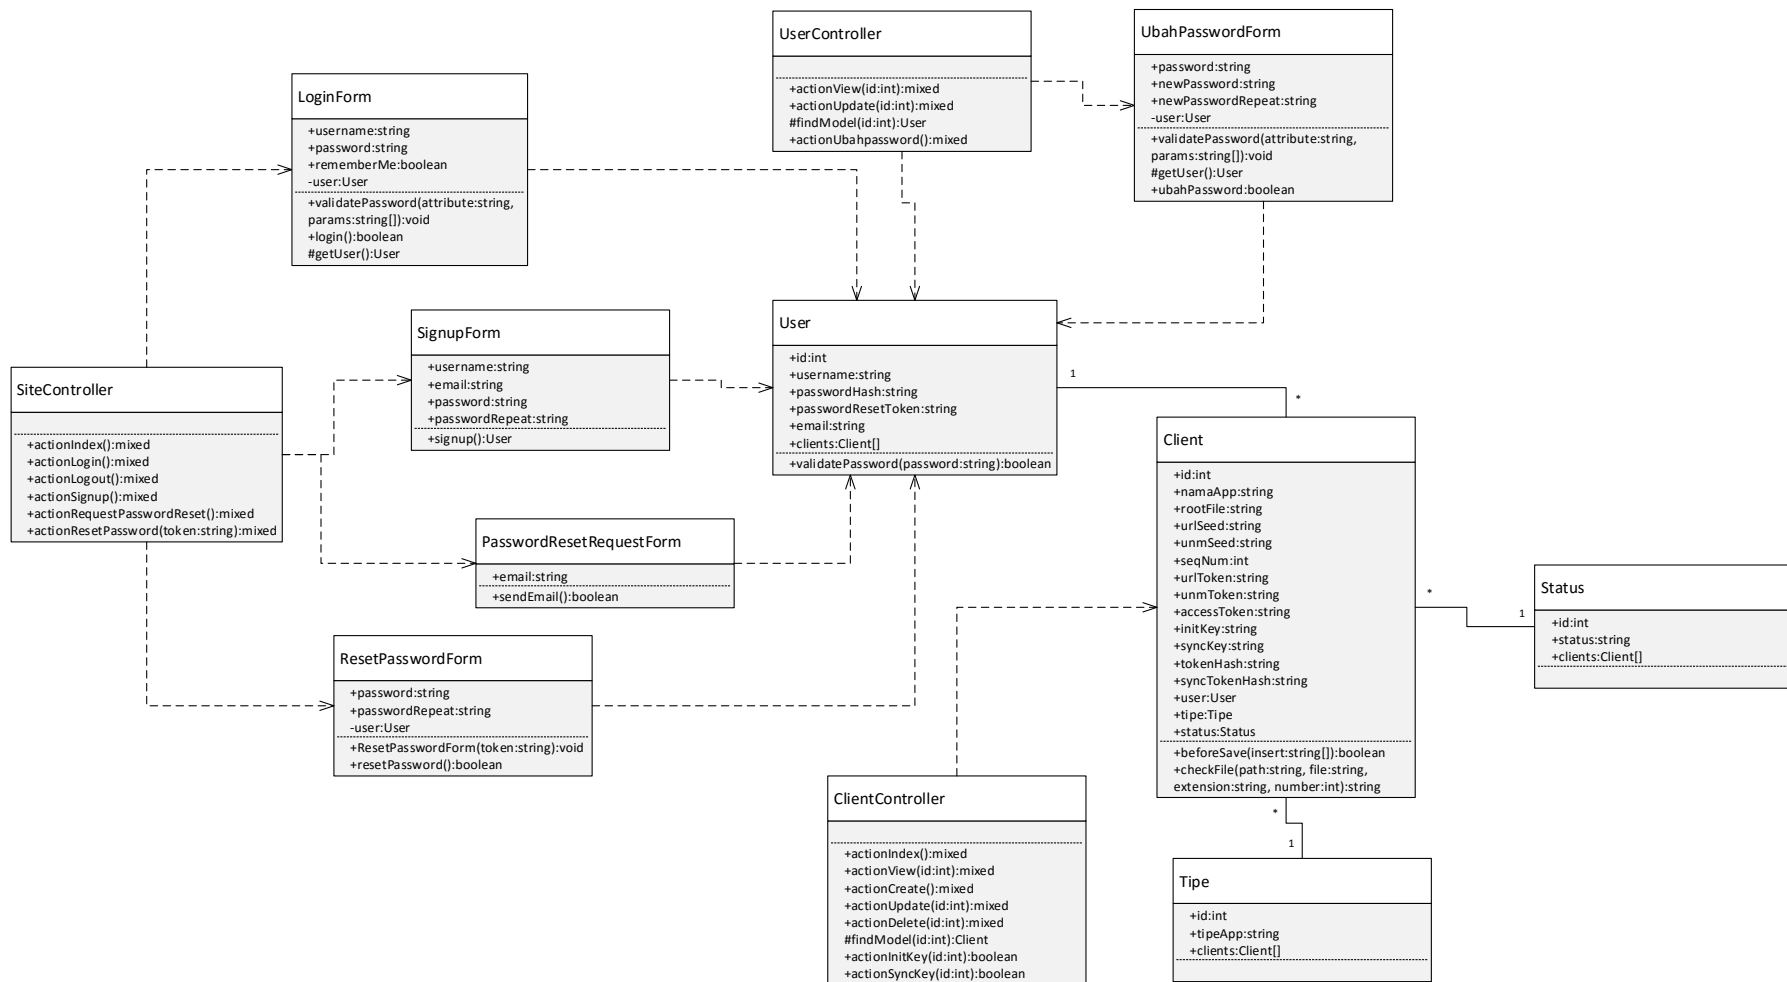 UserController
+actionView(id:int):mixed
+actionUpdate(id:int):mixed
#findModel(id:int):User
+actionUbahpassword():mixed
UbahPasswordForm
+password:string
+newPassword:string
+newPasswordRepeat:string
-user:User
+validatePassword(attribute:string,
params:string[]):void
#getUser():User
+ubahPassword:boolean
LoginForm
+username:string
+password:string
+rememberMe:boolean
-user:User
+validatePassword(attribute:string,
params:string[]):void
+login():boolean
#getUser():User
SignupForm
+username:string
+email:string
+password:string
+passwordRepeat:string
+signup():User
User
+id:int
+username:string
+passwordHash:string
+passwordResetToken:string
+email:string
+clients:Client[]
+validatePassword(password:string):boolean
1
*
SiteController
+actionIndex():mixed
+actionLogin():mixed
+actionLogout():mixed
+actionSignup():mixed
+actionRequestPasswordReset():mixed
+actionResetPassword(token:string):mixed
PasswordResetRequestForm
+email:string
+sendEmail():boolean
ResetPasswordForm
+password:string
+passwordRepeat:string
-user:User
+ResetPasswordForm(token:string):void
+resetPassword():boolean
Client
+id:int
+namaApp:string
+rootFile:string
+urlSeed:string
+unmSeed:string
+seqNum:int
+urlToken:string
+unmToken:string
+accessToken:string
+initKey:string
+syncKey:string
+tokenHash:string
+syncTokenHash:string
+user:User
+tipe:Tipe
+status:Status
+beforeSave(insert:string[]):boolean
+checkFile(path:string, file:string,
extension:string, number:int):string
*
1
Status
+id:int
+status:string
+clients:Client[]
*
1
ClientController
+actionIndex():mixed
+actionView(id:int):mixed
+actionCreate():mixed
+actionUpdate(id:int):mixed
+actionDelete(id:int):mixed
#findModel(id:int):Client
+actionInitKey(id:int):boolean
+actionSyncKey(id:int):boolean
Tipe
+id:int
+tipeApp:string
+clients:Client[]